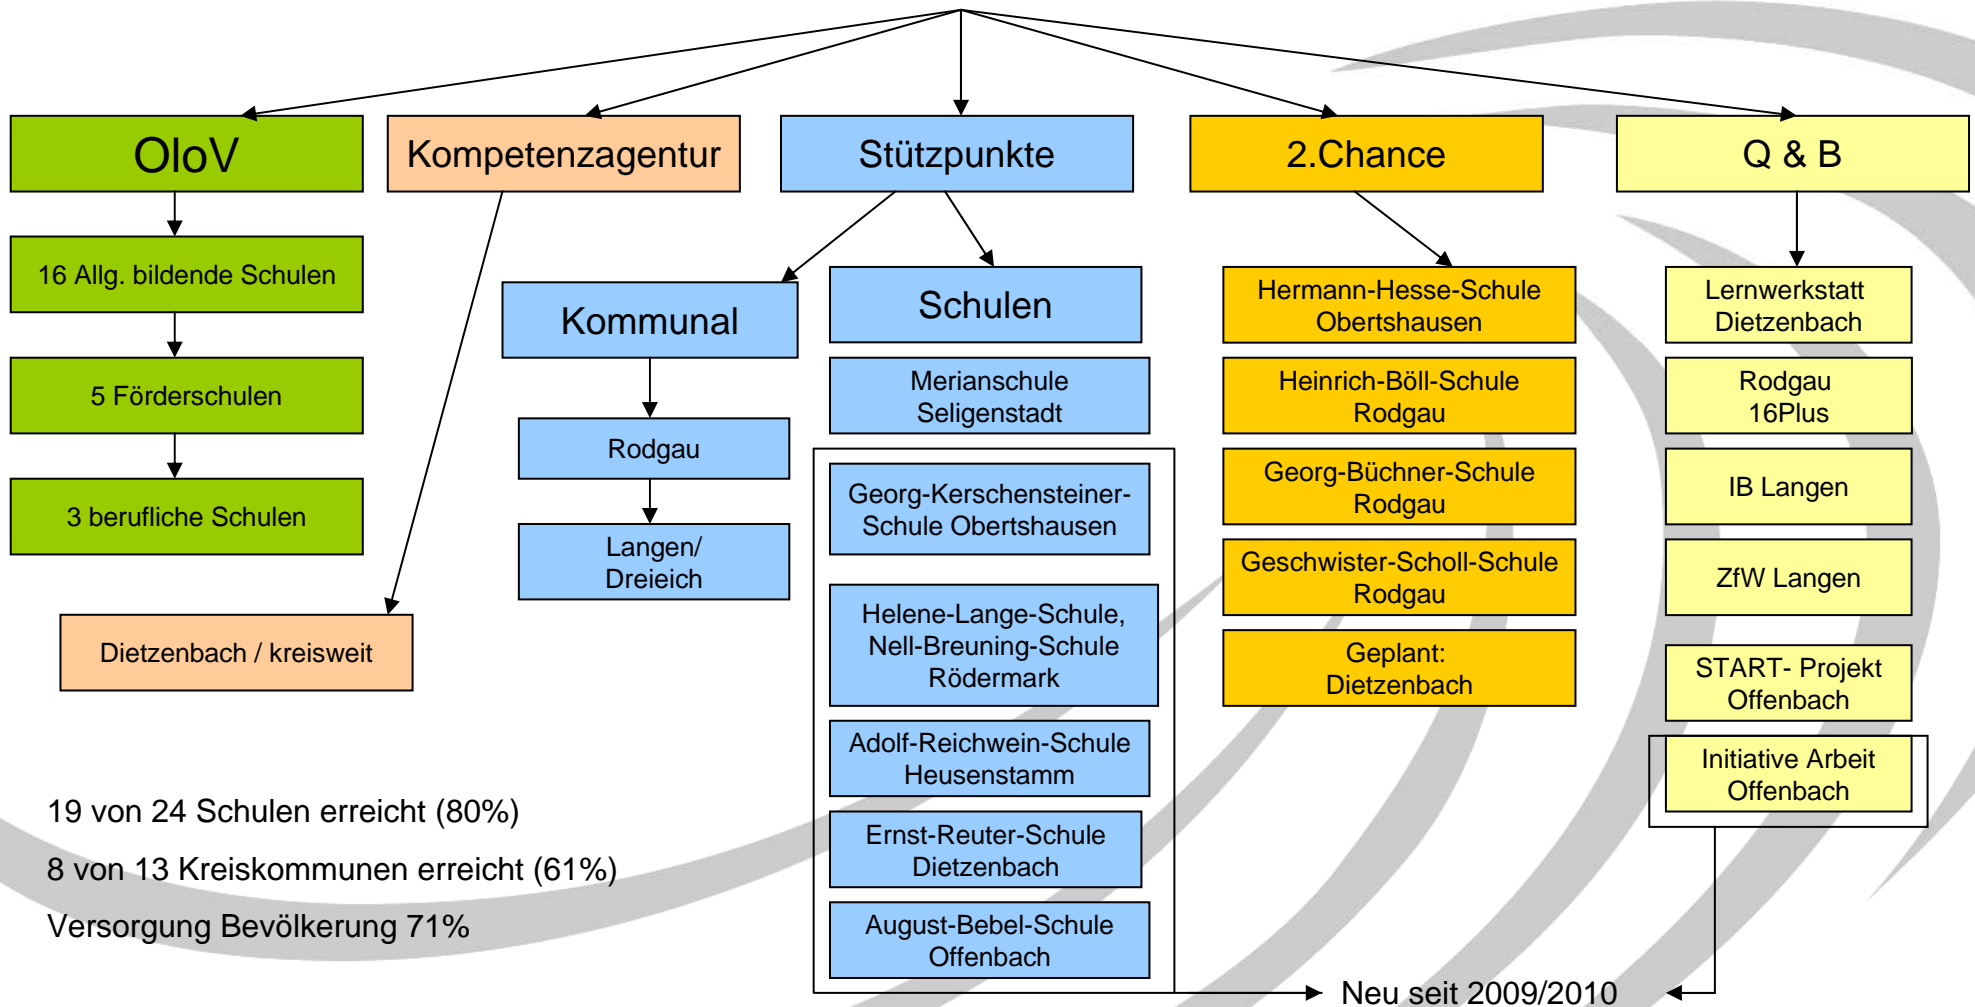 OloV
16 Allg. bildende Schulen
5 Förderschulen
3 berufliche Schulen
Kompetenzagentur
Dietzenbach / kreisweit
Stützpunkte
Kommunal
Rodgau
Langen/
Dreieich
Schulen
Merianschule
Seligenstadt
Georg-Kerschensteiner-
Schule Obertshausen
Helene-Lange-Schule,
Nell-Breuning-Schule
Rödermark
Adolf-Reichwein-Schule
Heusenstamm
Ernst-Reuter-Schule
Dietzenbach
August-Bebel-Schule
Offenbach
2.Chance
Hermann-Hesse-Schule
Obertshausen
Heinrich-Böll-Schule
Rodgau
Georg-Büchner-Schule
Rodgau
Geschwister-Scholl-Schule
Rodgau
Geplant:
Dietzenbach
Q & B
Lernwerkstatt
Dietzenbach
Rodgau
16Plus
IB Langen
ZfW Langen
START- Projekt
Offenbach
Initiative Arbeit
Offenbach
19 von 24 Schulen erreicht (80%)
8 von 13 Kreiskommunen erreicht (61%)
Versorgung Bevölkerung 71%
Neu seit 2009/2010